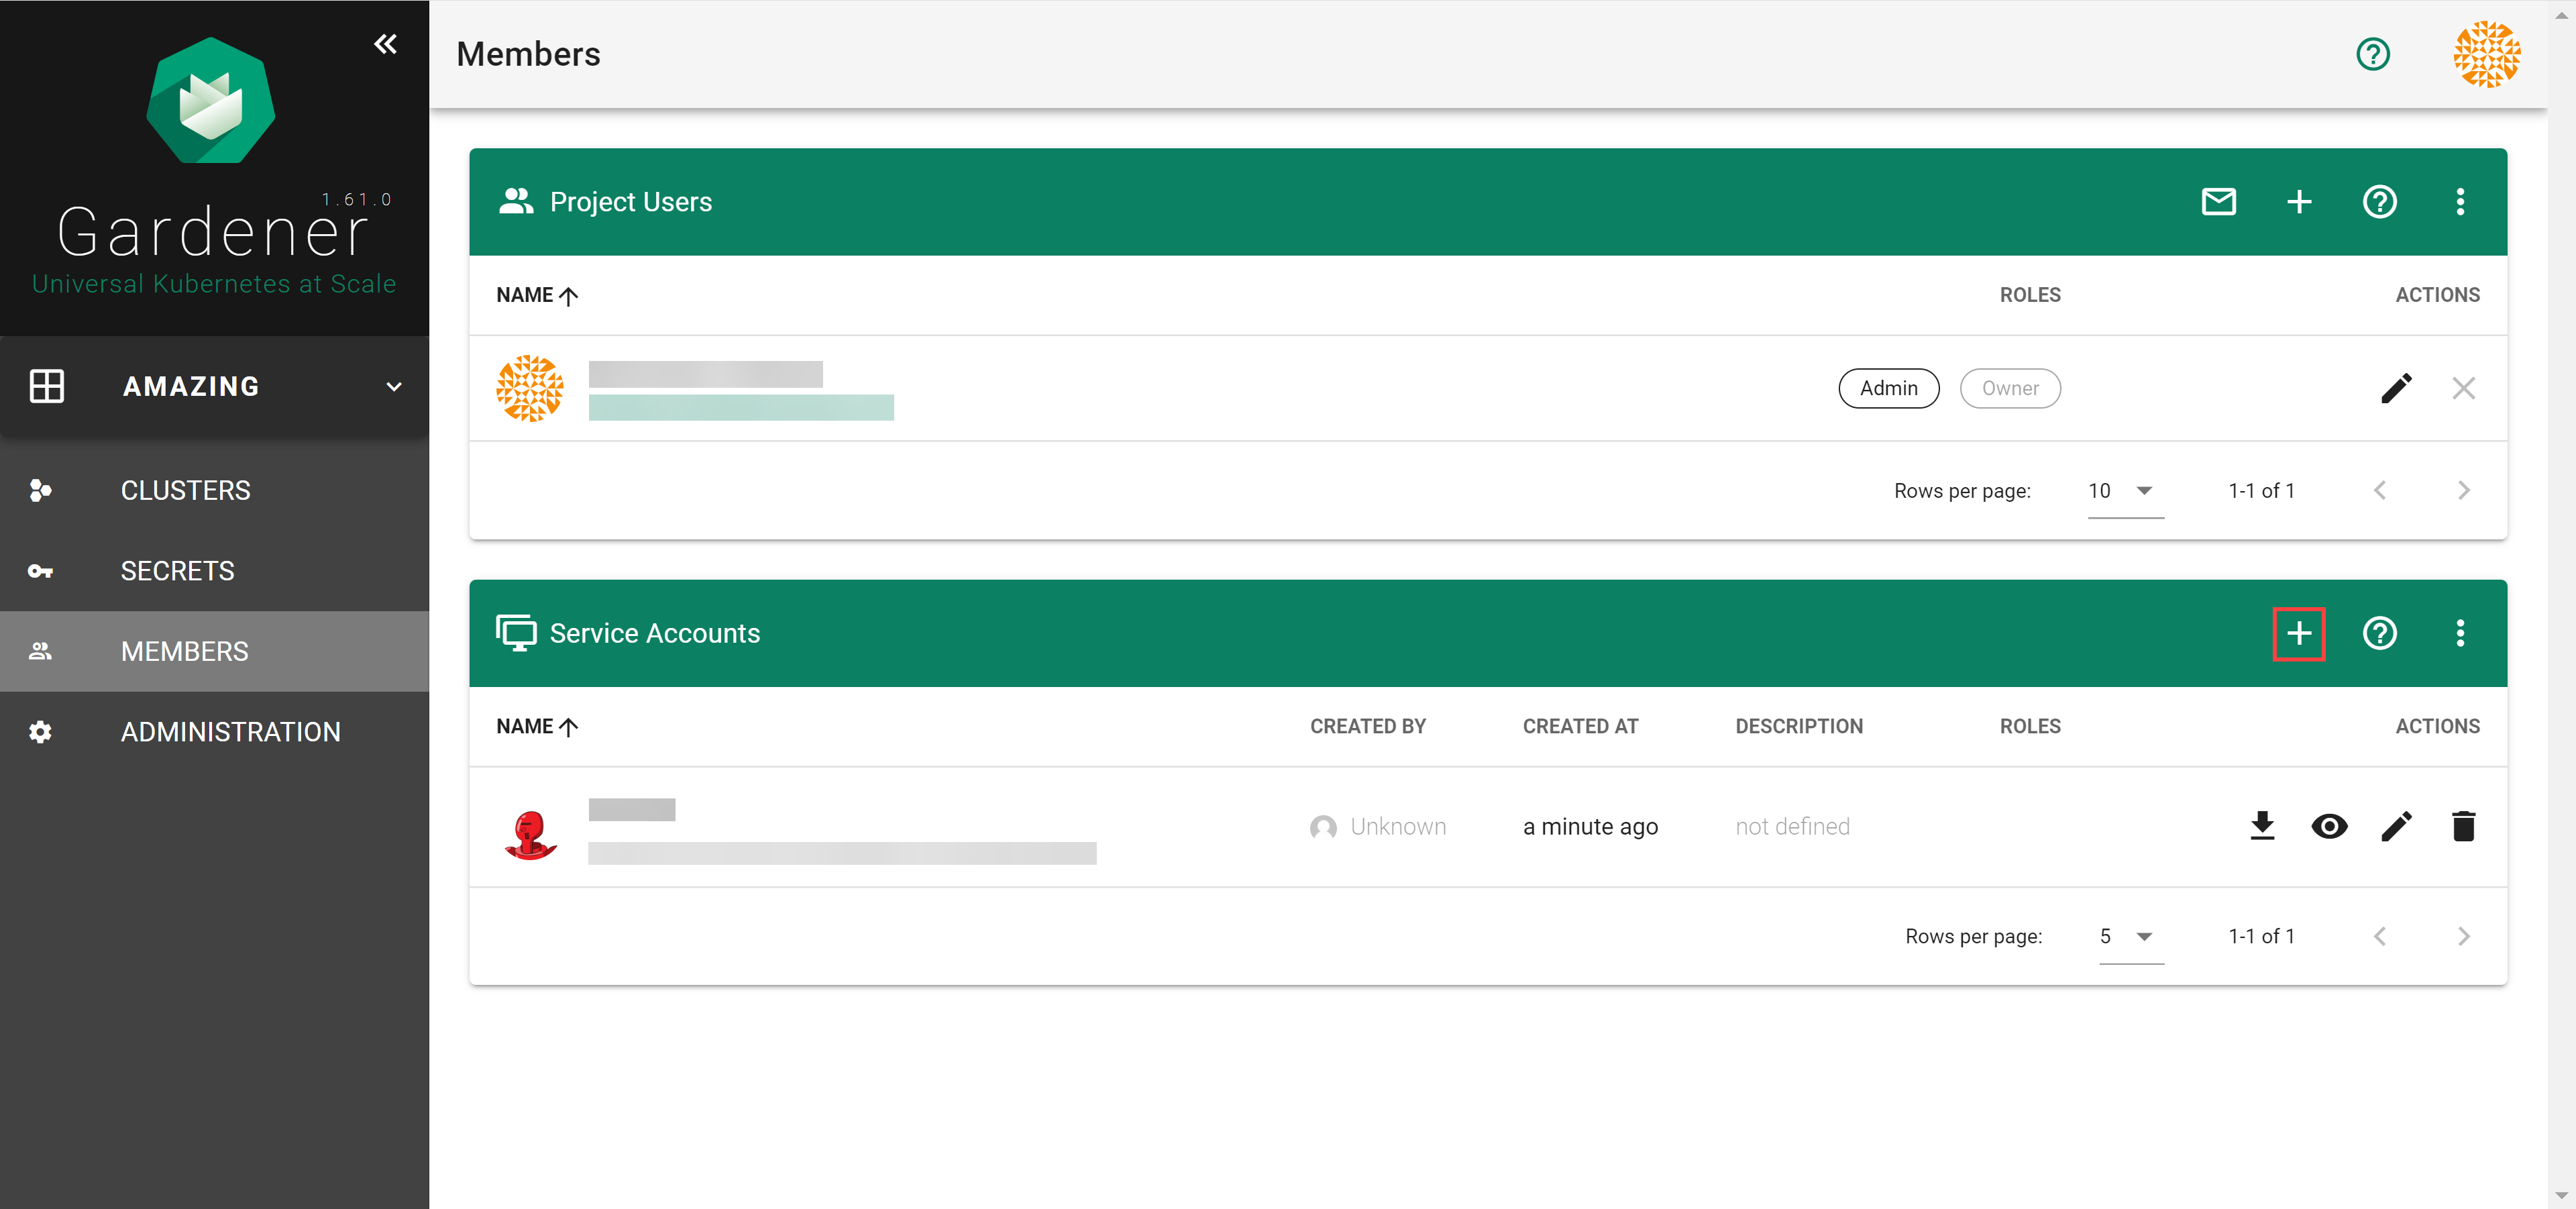 Members
1.61.0
Gardener
Universal Kubernetes at Scale
AMAZING
CLUSTERS
SECRETS
MEMBERS
ADMINISTRATION
Project Users
NAME ROLES ACTIONS
Admin Owner
Rows per page: 10 1-1 of 1
Service Accounts
NAME CREATED BY CREATED AT DESCRIPTION ROLES ACTIONS
Unknown a minute ago not defined
Rows per page: 5 1-1 of 1